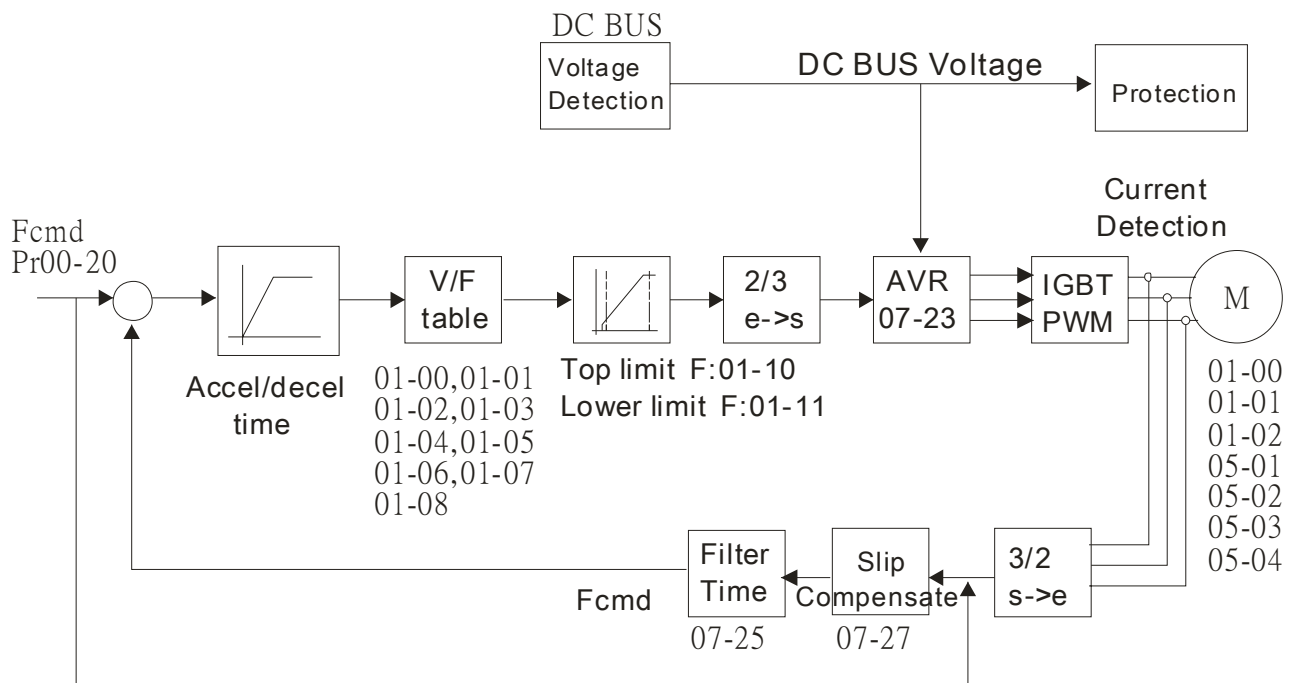 DC BUS
Voltage
Detection
DC BUS Voltage
Protection
Current
Detection
Fcmd
Pr00-20
V/F
table
2/3
e->s
AVR
07-23
IGBT
PWM
M
Accel/decel
time
01-00,01-01
01-02,01-03
01-04,01-05
01-06,01-07
01-08
Top limit F:01-10
Lower limit F:01-11
01-00
01-01
01-02
05-01
05-02
05-03
05-04
Fcmd
Filter
Time
07-25
Slip
Compensate
07-27
3/2
s->e